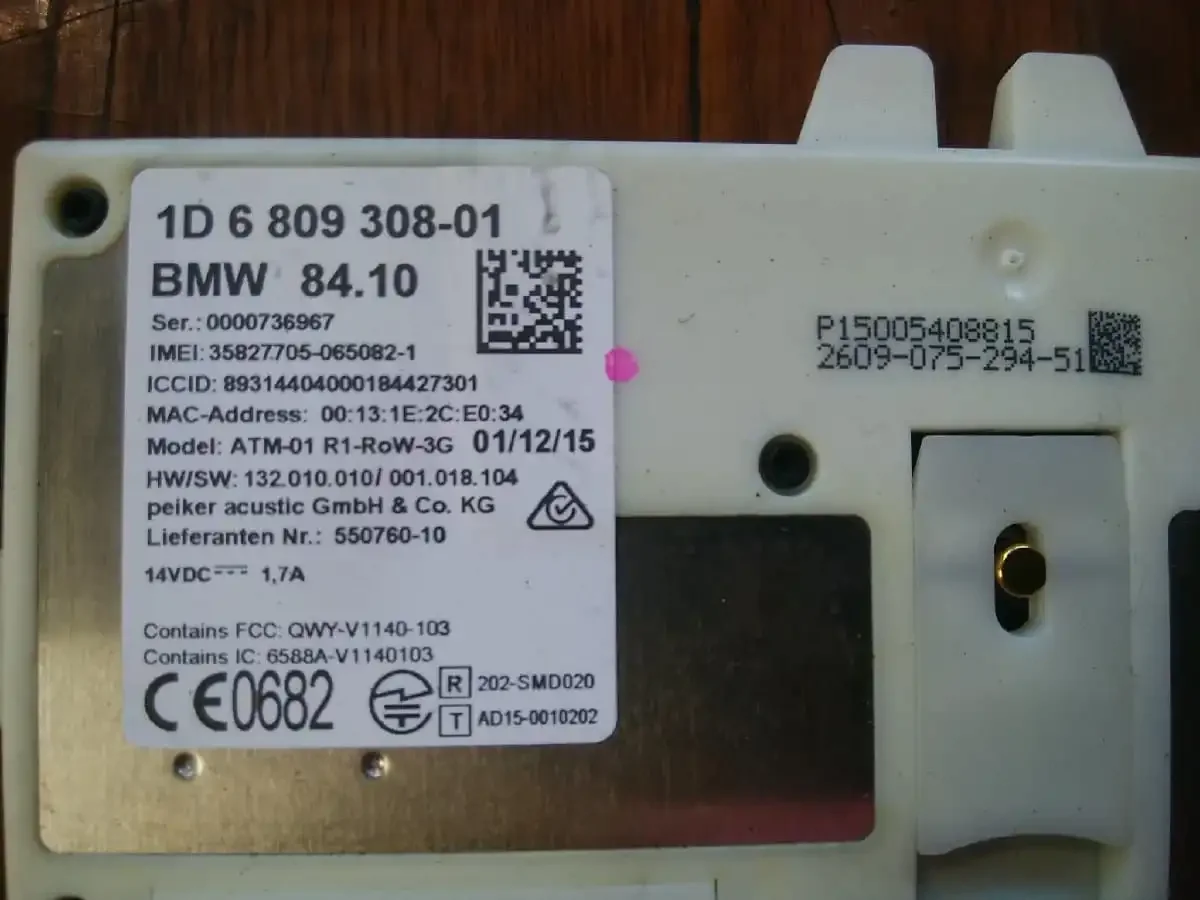 1D 6 809 308-01
BMW 84.10
Ser.: 0000736967
IMEI: 35827705-065082-1
ICCID: 89314404000184427301
MAC-Address: 00:13:1E:2C:E0:34
Model: ATM-01 R1-RoW-3G 01/12/15
HW/SW: 132.010.010/ 001.018.104
peiker acustic GmbH & Co. KG
Lieferanten Nr.: 550760-10
14VDC 1,7A
Contains FCC: QWY-V1140-103
Contains IC: 6588A-V1140103
CE0682
R 202-SMD020
T AD15-0010202
P15005408815
2609-075-294-51